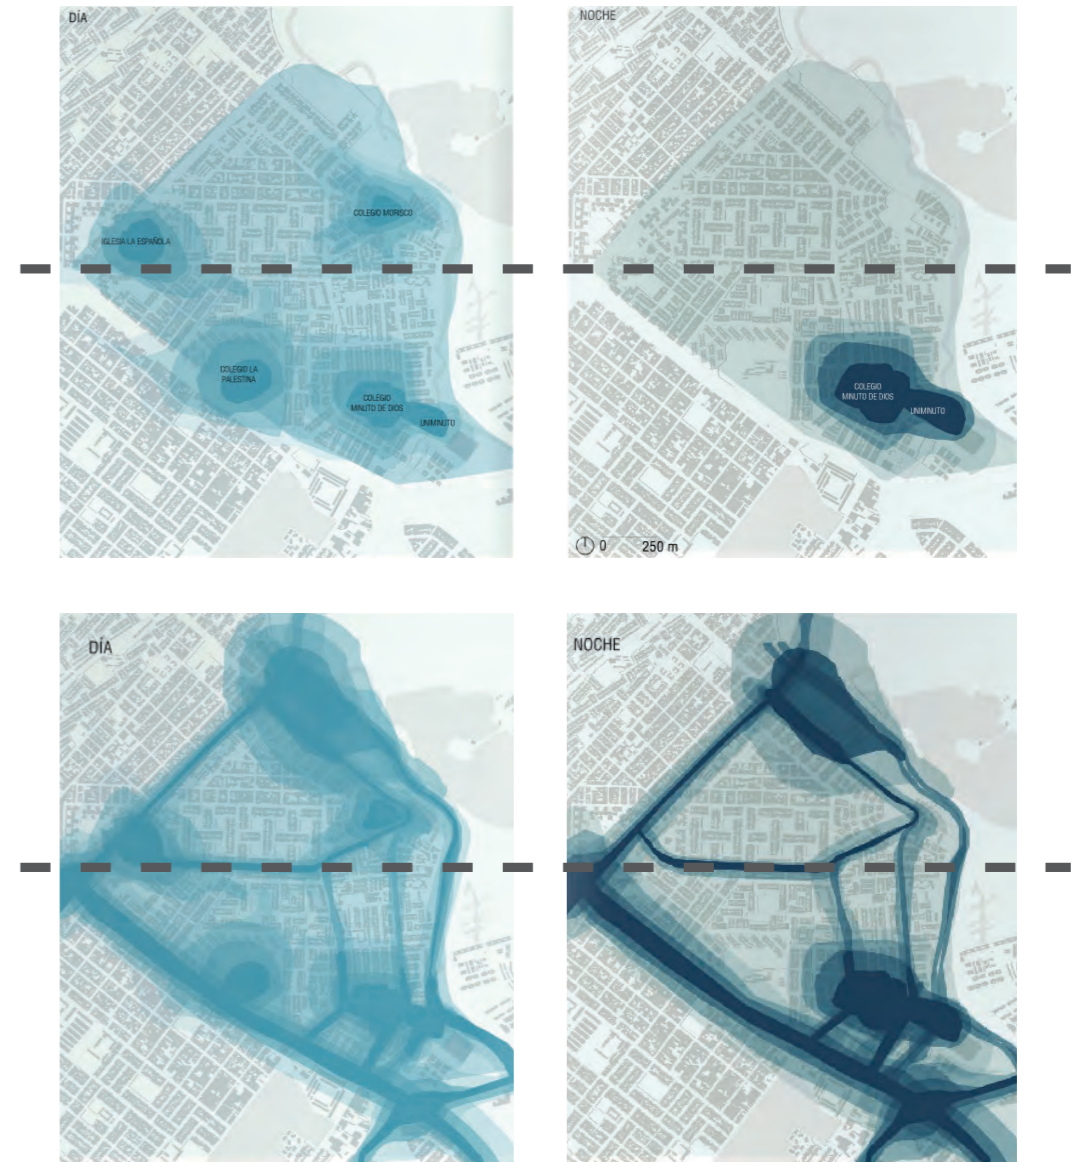 DÍA
NOCHE
COLEGIO MORISCO
IGLESIA LA ESPAÑOLA
COLEGIO LA
PALESTINA
COLEGIO
MINUTO DE DIOS
UNIMINUTO
COLEGIO
MINUTO DE DIOS
UNIMINUTO
0 250 m
DÍA
NOCHE